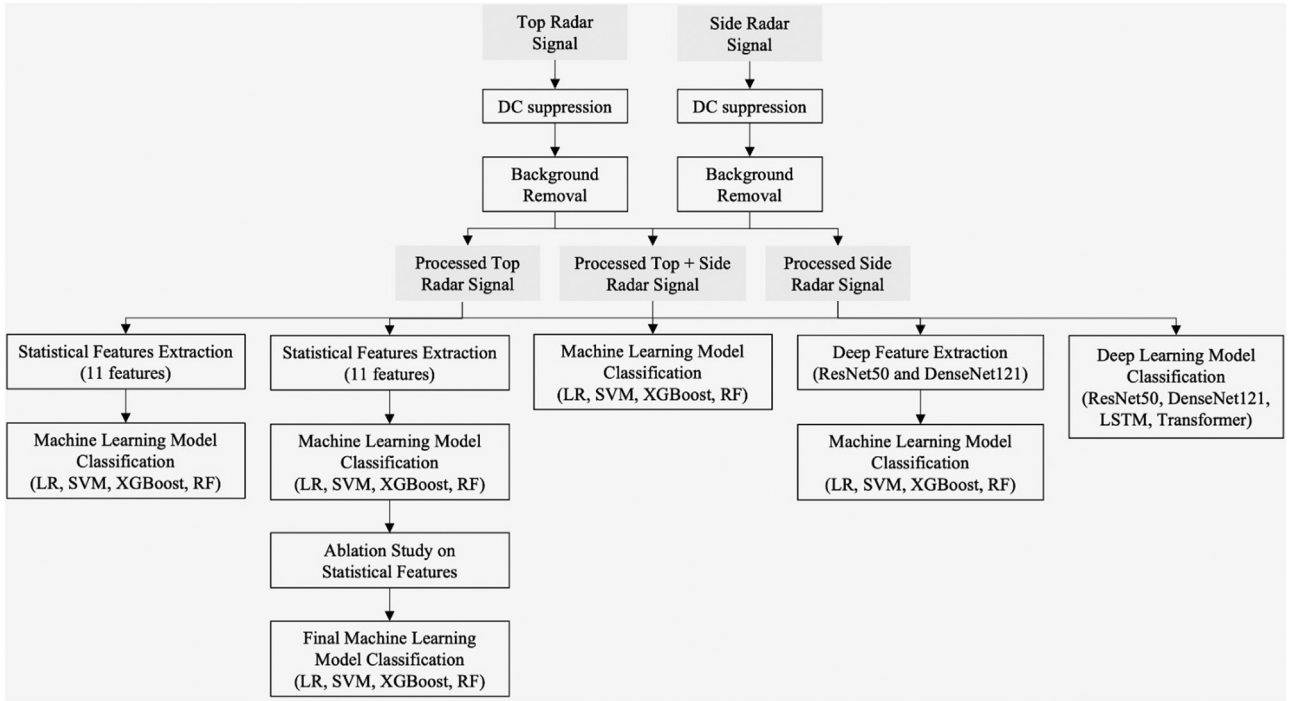 Top Radar
Signal
Side Radar
Signal
DC suppression
DC suppression
Background
Removal
Background
Removal
Processed Top
Radar Signal
Processed Top + Side
Radar Signal
Processed Side
Radar Signal
Statistical Features Extraction
(11 features)
Statistical Features Extraction
(11 features)
Machine Learning Model
Classification
(LR, SVM, XGBoost, RF)
Deep Feature Extraction
(ResNet50 and DenseNet121)
Deep Learning Model
Classification
(ResNet50, DenseNet121,
LSTM, Transformer)
Machine Learning Model
Classification
(LR, SVM, XGBoost, RF)
Machine Learning Model
Classification
(LR, SVM, XGBoost, RF)
Machine Learning Model
Classification
(LR, SVM, XGBoost, RF)
Ablation Study on
Statistical Features
Final Machine Learning
Model Classification
(LR, SVM, XGBoost, RF)